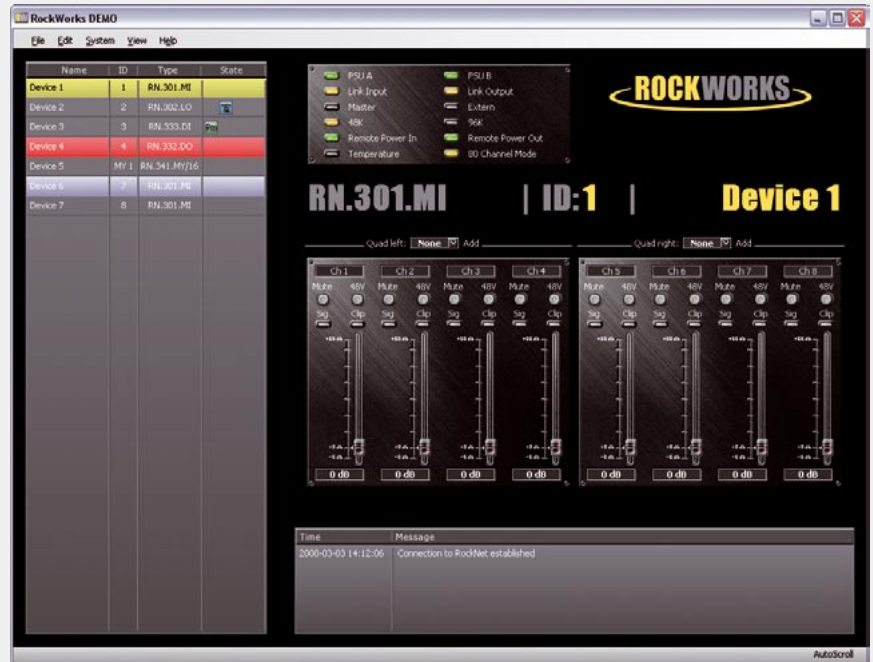 RockWorks DEMO
File Edit System View Help
Name ID Type State
Device 1 1 RN.301.MI
Device 2 2 RN.302.LO
Device 3 3 RN.333.DI
Device 4 4 RN.332.DO
Device 5 MY 1 RN.341.MY/16
Device 6 7 RN.301.MI
Device 7 8 RN.301.MI
PSU A PSU B
Link Input Link Output
Master Extern
48K 96K
Remote Power In Remote Power Out
Temperature 80 Channel Mode
ROCKWORKS
RN.301.MI | ID:1 | Device 1
Quad left: None Add Quad right: None Add
Ch 1 Ch 2 Ch 3 Ch 4 Ch 5 Ch 6 Ch 7 Ch 8
Mute 48V Mute 48V Mute 48V Mute 48V Mute 48V Mute 48V Mute 48V Mute 48V
Sig Clip Sig Clip Sig Clip Sig Clip Sig Clip Sig Clip Sig Clip Sig Clip
0 dB 0 dB 0 dB 0 dB 0 dB 0 dB 0 dB 0 dB
Time Message
2000-03-03 14:12:06 Connection to RockNet established
AutoScroll